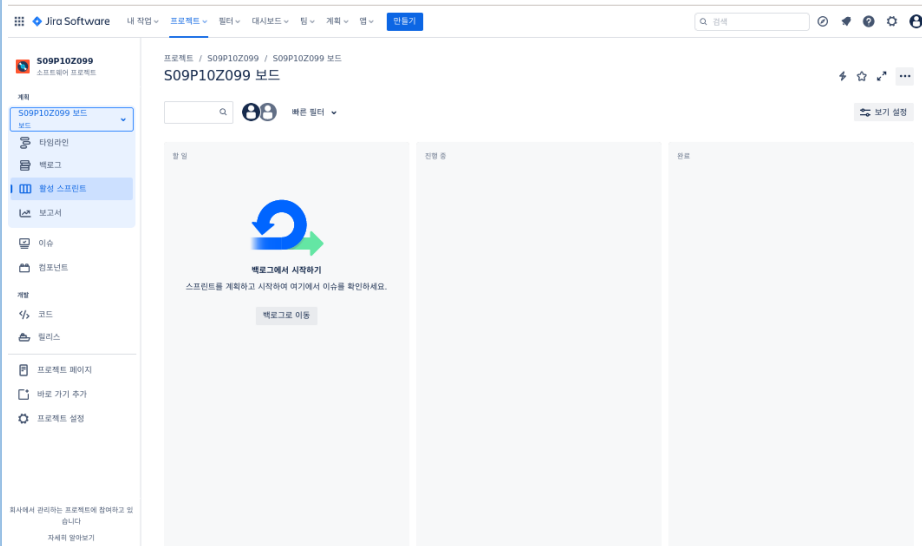 Jira Software
내 작업
프로젝트
필터
대시보드
팀
계획
앱
만들기
검색
S09P10Z099
소프트웨어 프로젝트
계획
S09P10Z099 보드
보드
타임라인
백로그
활성 스프린트
보고서
이슈
컴포넌트
개발
코드
릴리스
프로젝트 페이지
바로 가기 추가
프로젝트 설정
회사에서 관리하는 프로젝트에 참여하고 있
습니다
자세히 알아보기
프로젝트 / S09P10Z099 / S09P10Z099 보드
S09P10Z099 보드
빠른 필터
보기 설정
할 일
진행 중
완료
백로그에서 시작하기
스프린트를 계획하고 시작하여 여기에서 이슈를 확인하세요.
백로그로 이동